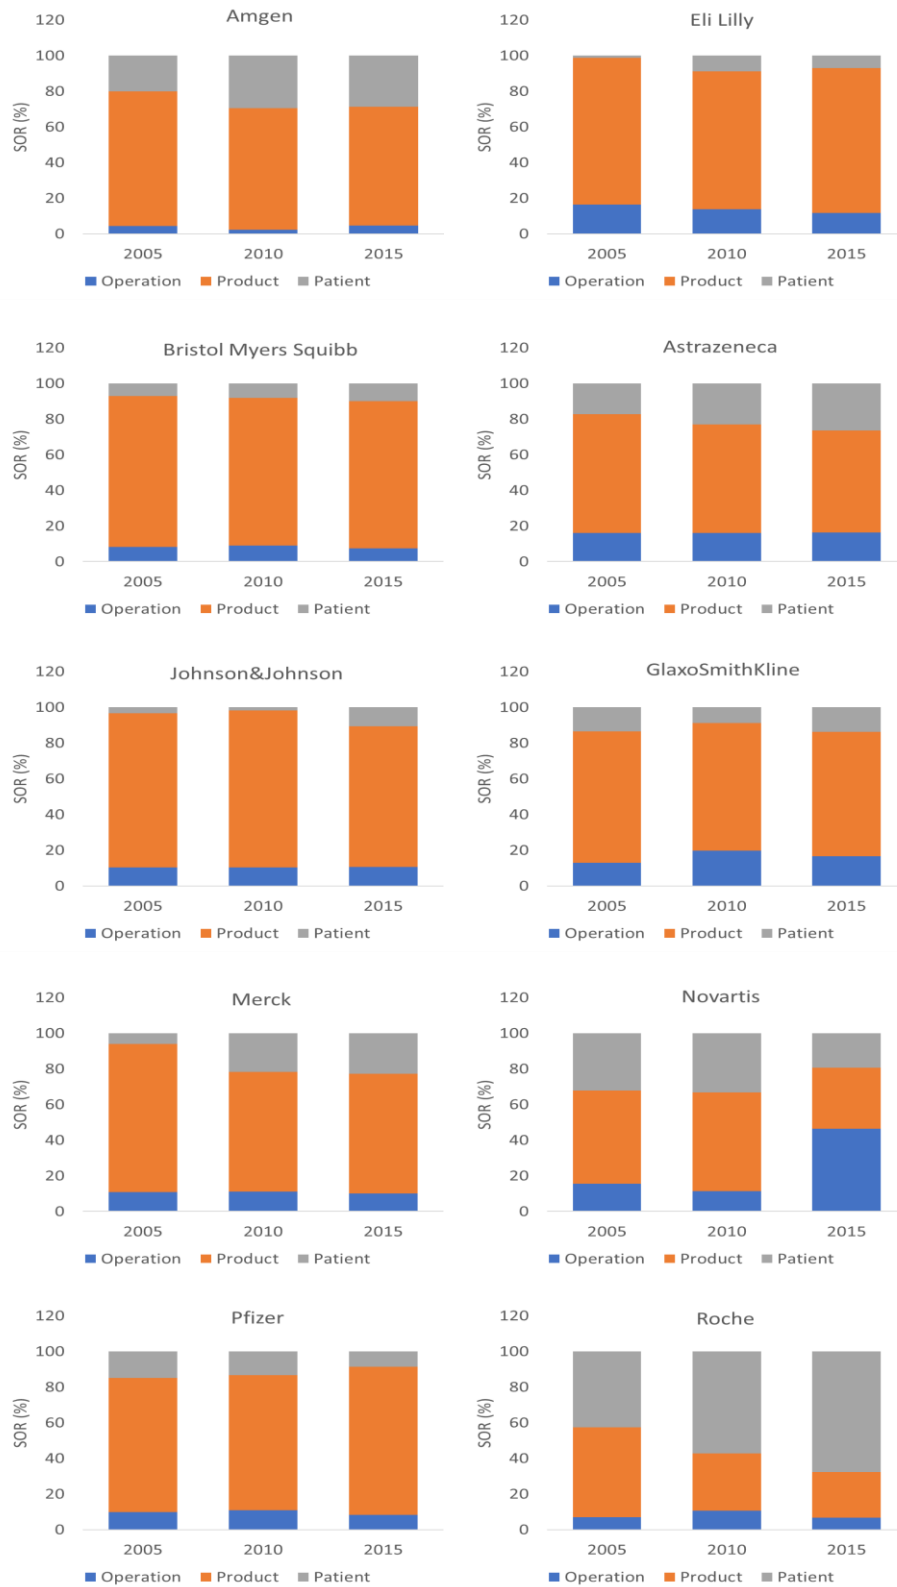 Amgen
120
100
80
60
40
20
0
SOR (%)
2005 2010 2015
Operation Product Patient
Eli Lilly
120
100
80
60
40
20
0
SOR (%)
2005 2010 2015
Operation Product Patient
Bristol Myers Squibb
120
100
80
60
40
20
0
SOR (%)
2005 2010 2015
Operation Product Patient
Astrazeneca
120
100
80
60
40
20
0
SOR (%)
2005 2010 2015
Operation Product Patient
Johnson&Johnson
120
100
80
60
40
20
0
SOR (%)
2005 2010 2015
Operation Product Patient
GlaxoSmithKline
120
100
80
60
40
20
0
SOR (%)
2005 2010 2015
Operation Product Patient
Merck
120
100
80
60
40
20
0
SOR (%)
2005 2010 2015
Operation Product Patient
Novartis
120
100
80
60
40
20
0
SOR (%)
2005 2010 2015
Operation Product Patient
Pfizer
120
100
80
60
40
20
0
SOR (%)
2005 2010 2015
Operation Product Patient
Roche
120
100
80
60
40
20
0
SOR (%)
2005 2010 2015
Operation Product Patient